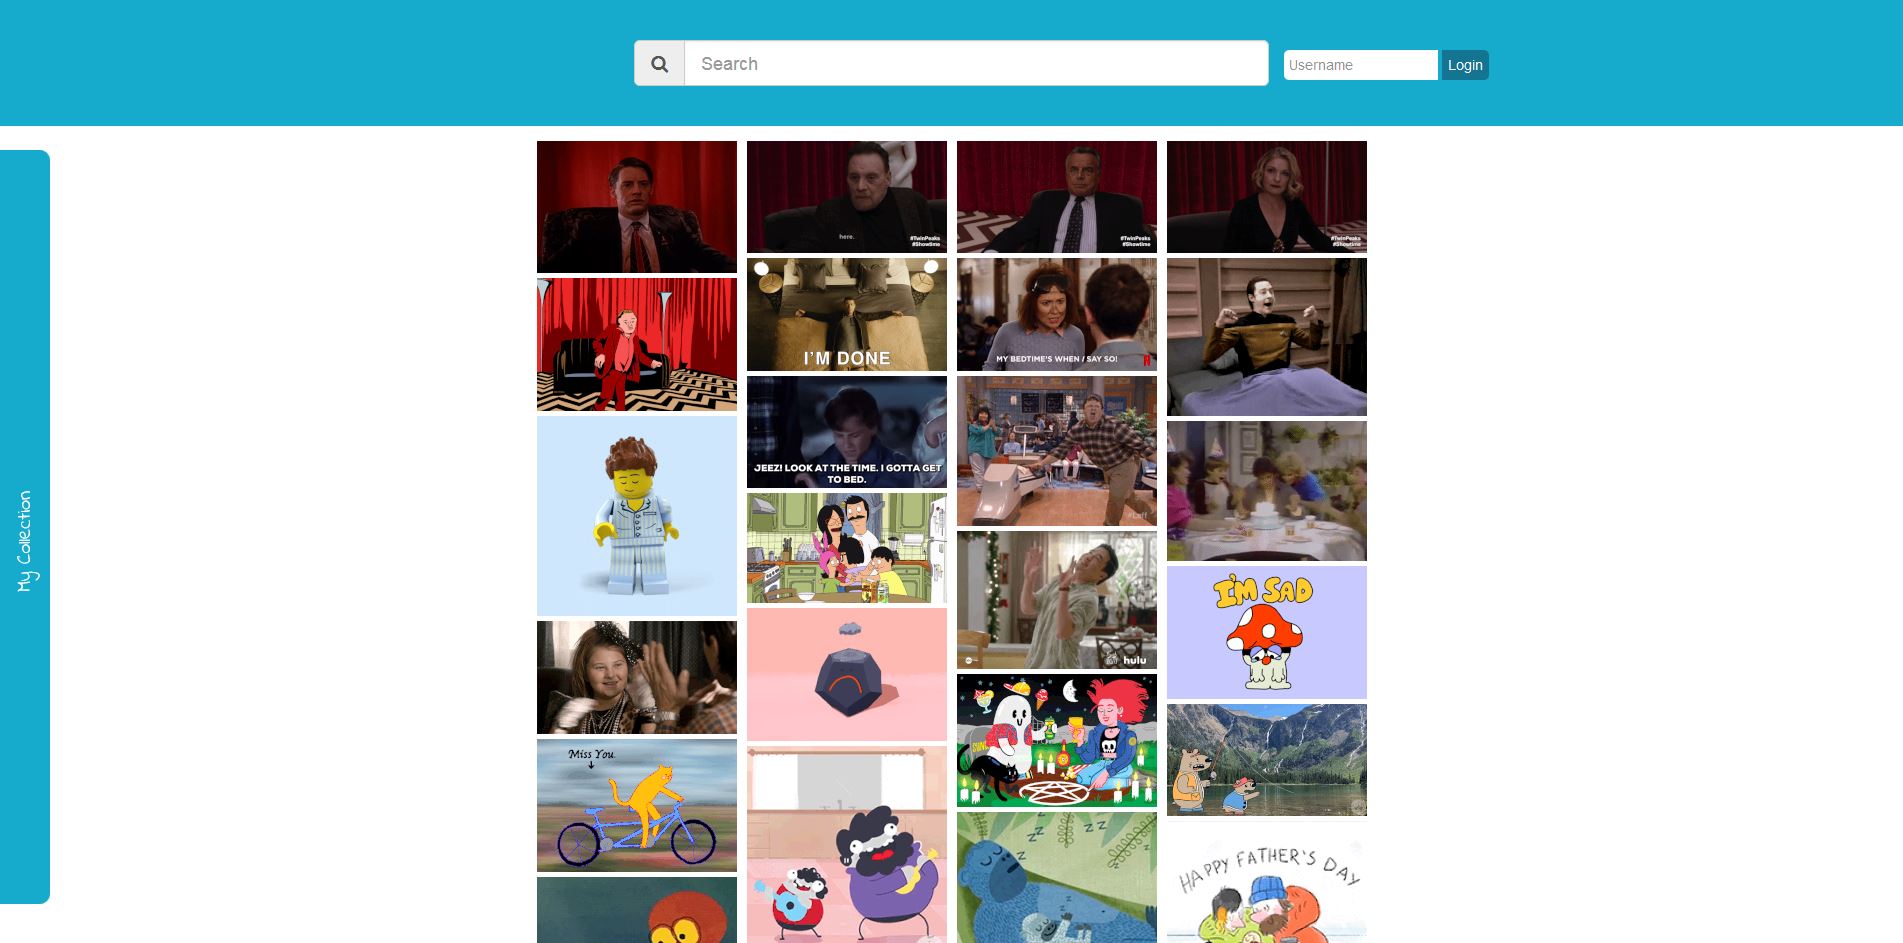 Search
Username
Login
My Collection
here.
#TwinPeaks
#Showtime
#TwinPeaks
#Showtime
#TwinPeaks
#Showtime
I'M DONE
MY BEDTIME'S WHEN I SAY SO!
N
JEEZ! LOOK AT THE TIME. I GOTTA GET
TO BED.
#Laff
hulu
I'M SAD
Miss You
z z z z z
HAPPY FATHER'S DAY